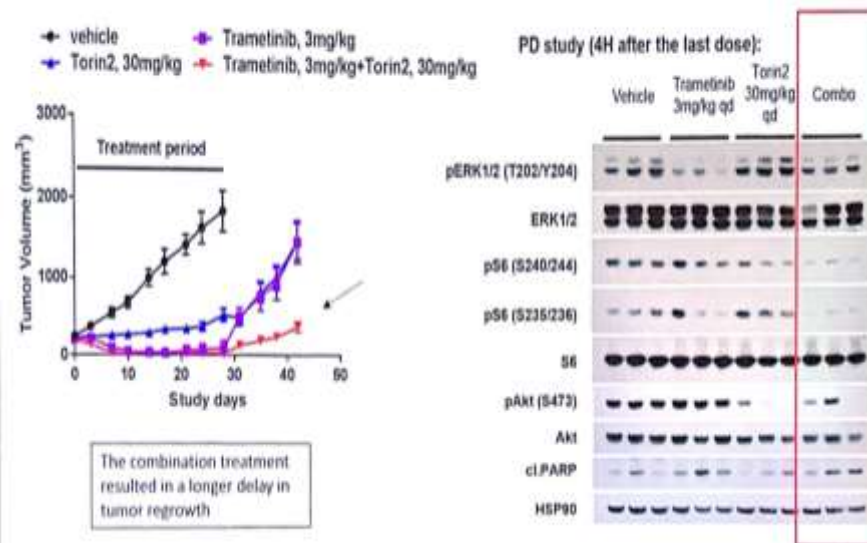 vehicle
Torin2, 30mg/kg
Trametinib, 3mg/kg
Trametinib, 3mg/kg+Torin2, 30mg/kg
3000
2000
1000
0
Tumor Volume (mm³)
Treatment period
0 10 20 30 40 50
Study days
The combination treatment
resulted in a longer delay in
tumor regrowth
PD study (4H after the last dose):
Vehicle
Trametinib
3mg/kg qd
Torin2
30mg/kg
qd
Combo
pERK1/2 (T202/Y204)
ERK1/2
pS6 (S240/244)
pS6 (S235/236)
S6
pAkt (S473)
Akt
cl.PARP
HSP90